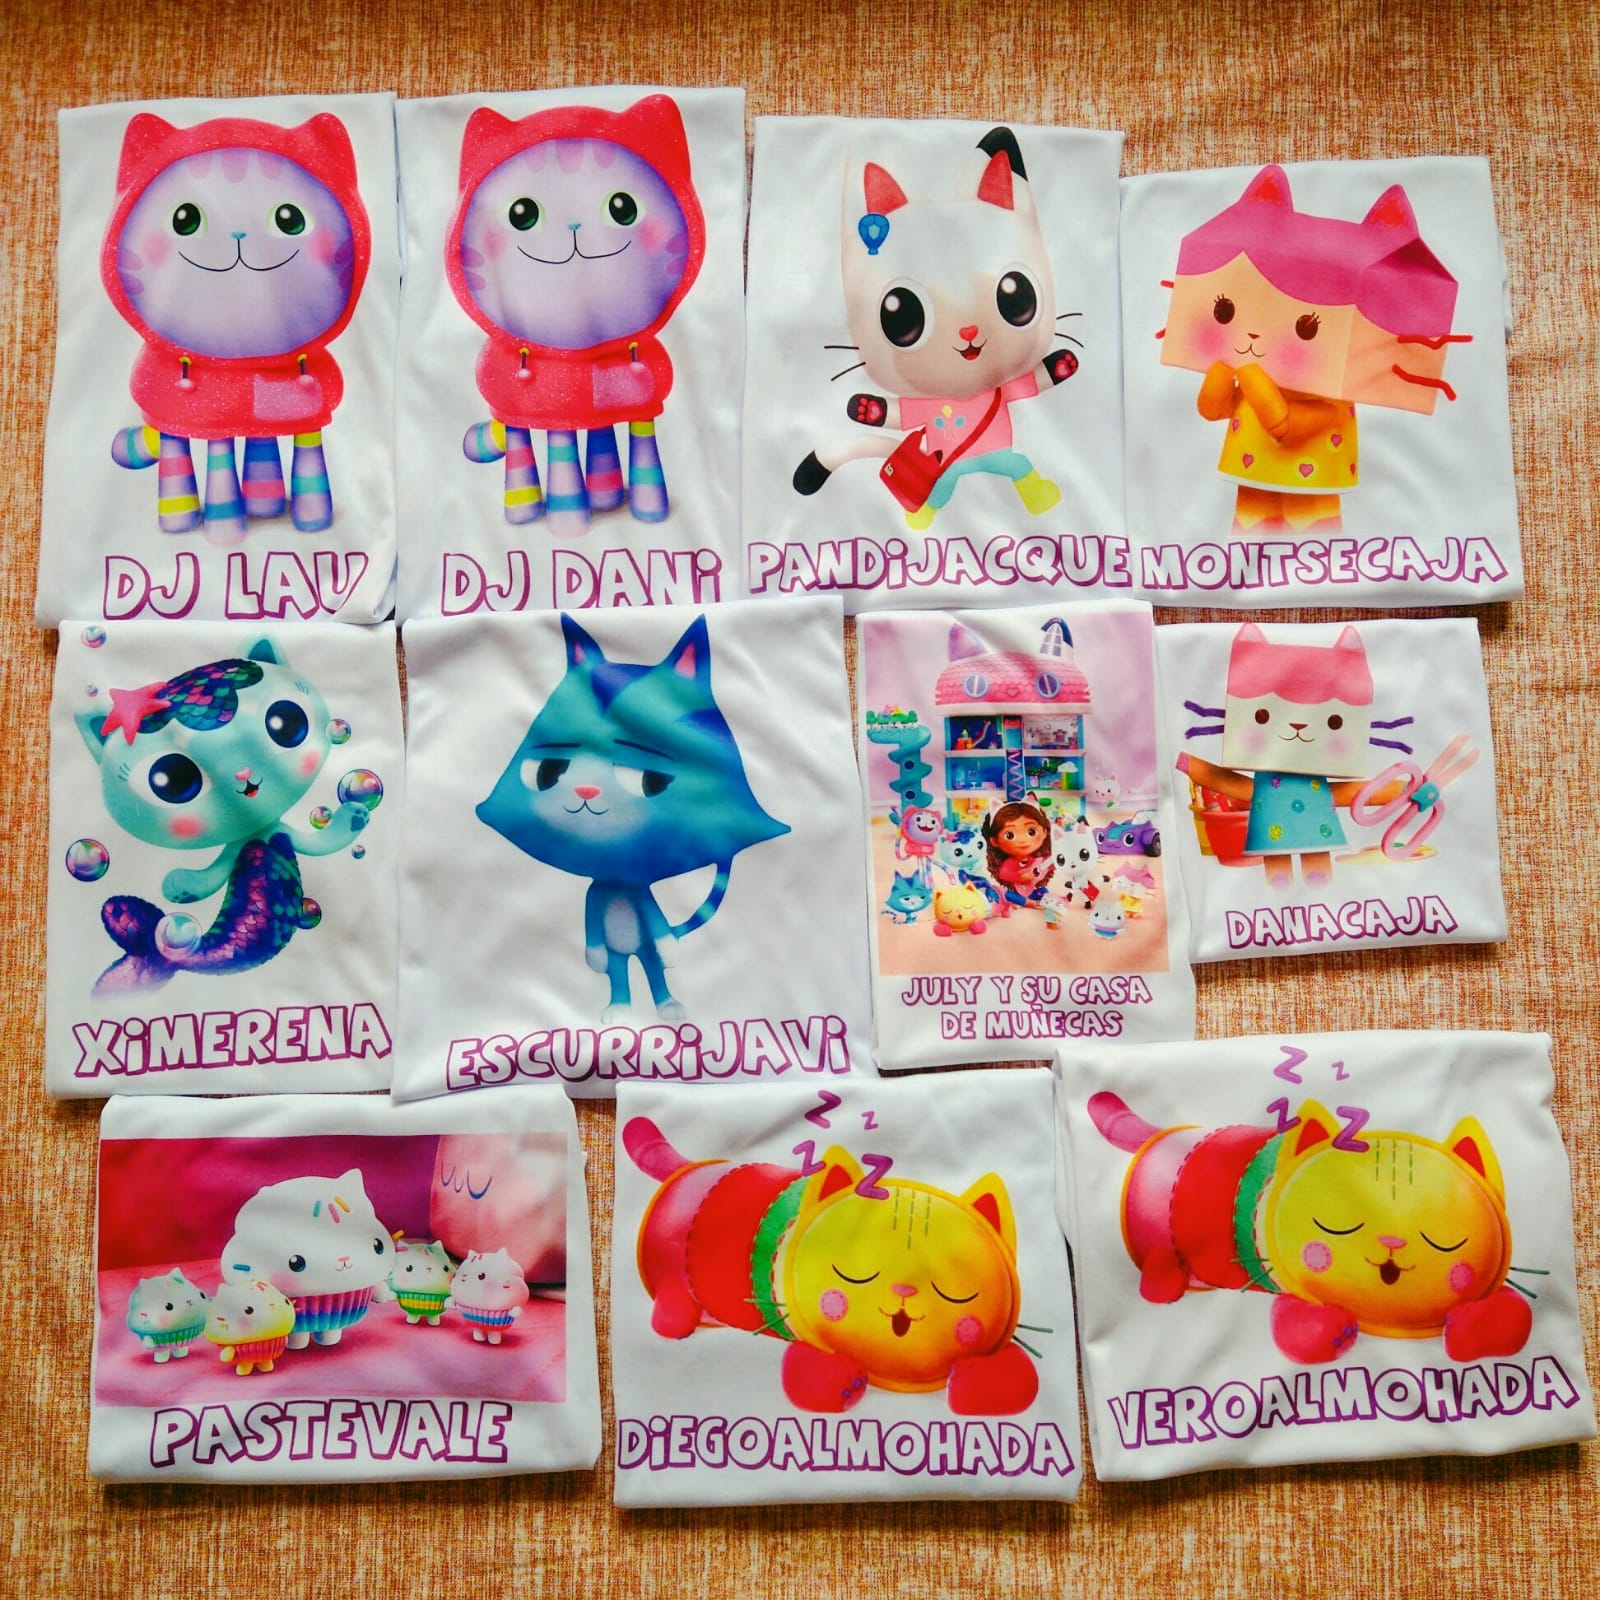 DJ LAU
DJ DANi
PANDiJACQUE
MONTSECAJA
XiMERENA
ESCURRiJAVi
JULY Y SU CASA
DE MUÑECAS
DANACAJA
PASTEVALE
Z Z
Z Z
DiEGOALMOHADA
Z Z
Z Z
VEROALMOHADA